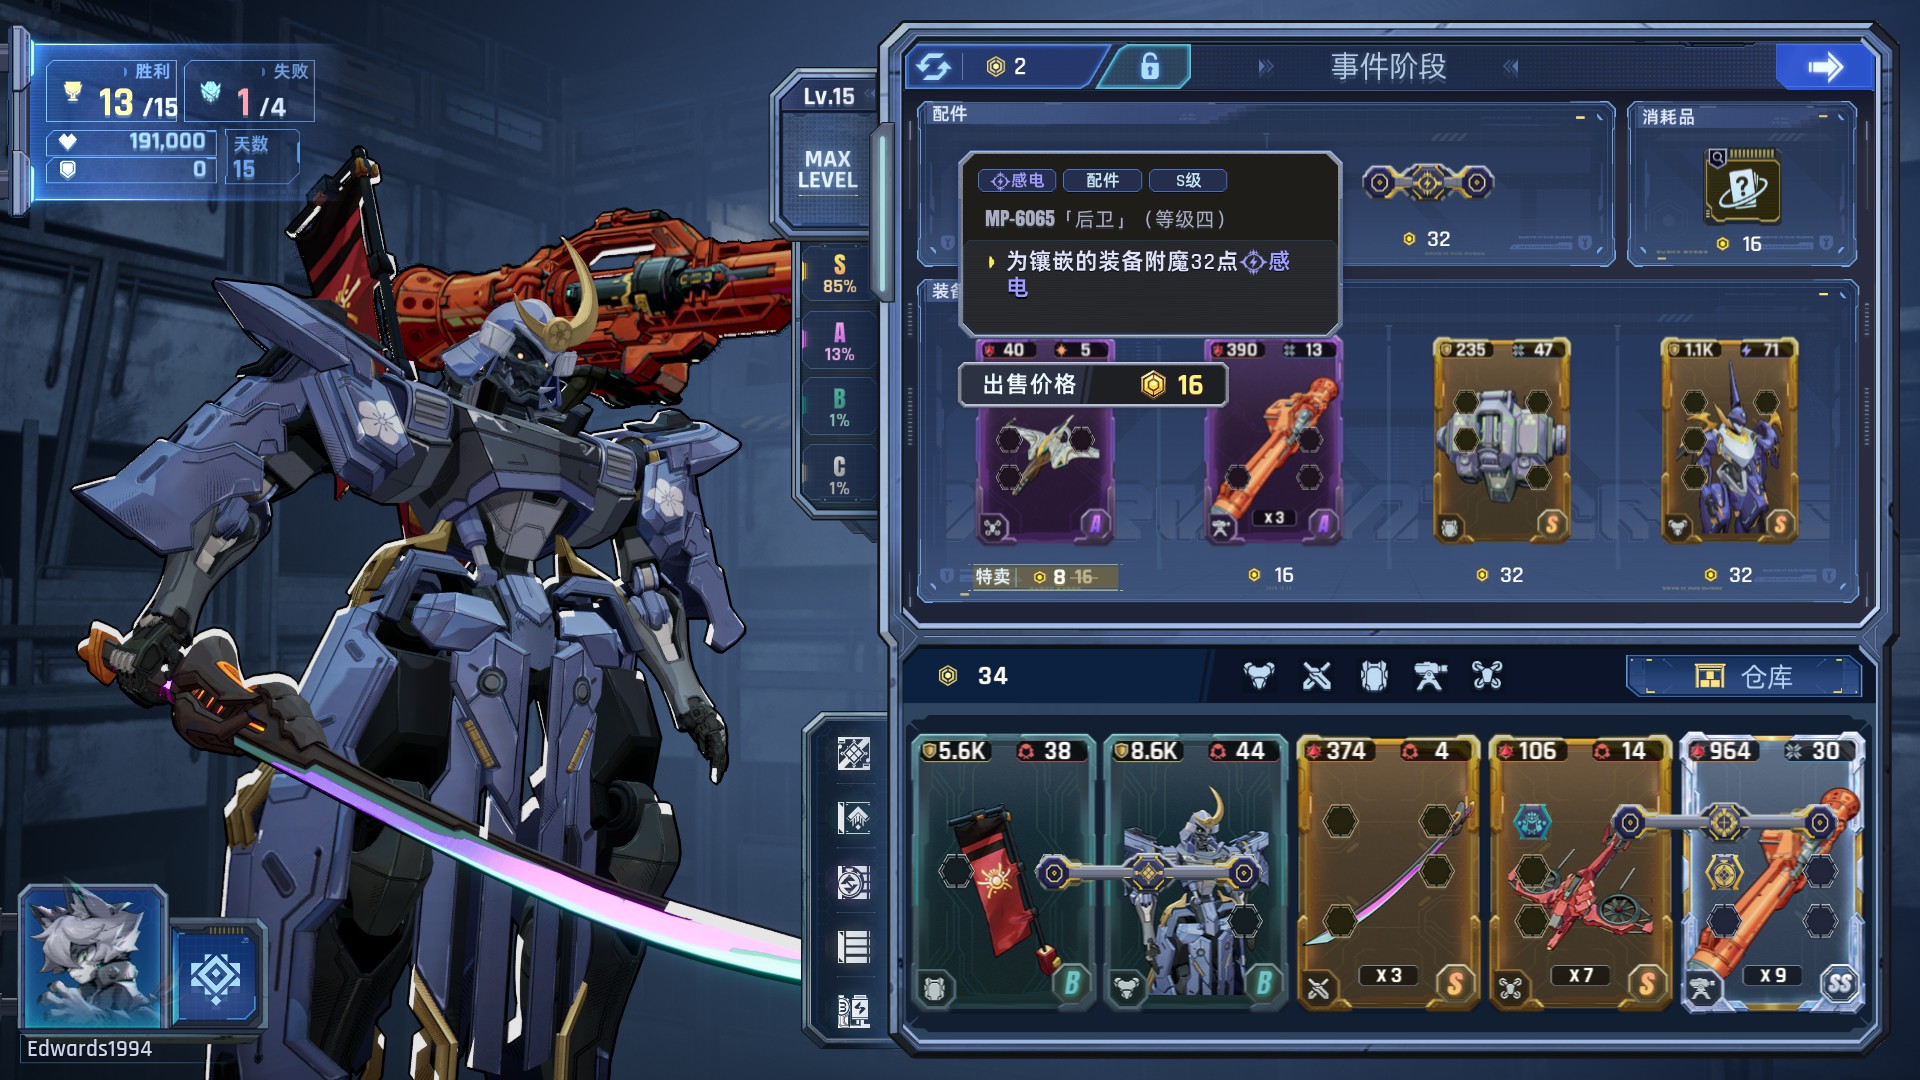 胜利
13 /15
失败
1 /4
191,000
0
天数
15
Lv.15
MAX
LEVEL
S
85%
A
13%
B
1%
C
1%
2
事件阶段
配件
32
消耗品
16
感电
配件
S级
MP-6065「后卫」（等级四）
为镶嵌的装备附魔32点感
电
出售价格
16
装备
40
5
A
特卖
8 16
390
13
x3
A
16
235
47
S
32
1.1K
71
S
32
34
仓库
5.6K
38
B
8.6K
44
B
374
4
x3
S
106
14
x7
S
964
30
x9
SS
Edwards1994